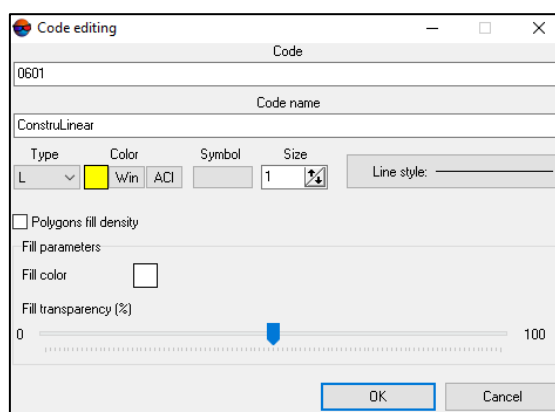 Code editing
Code
0601
Code name
ConstruLinear
Type Color Symbol Size
L Win ACI 1 Line style:
Polygons fill density
Fill parameters
Fill color
Fill transparency (%)
0 100
OK Cancel